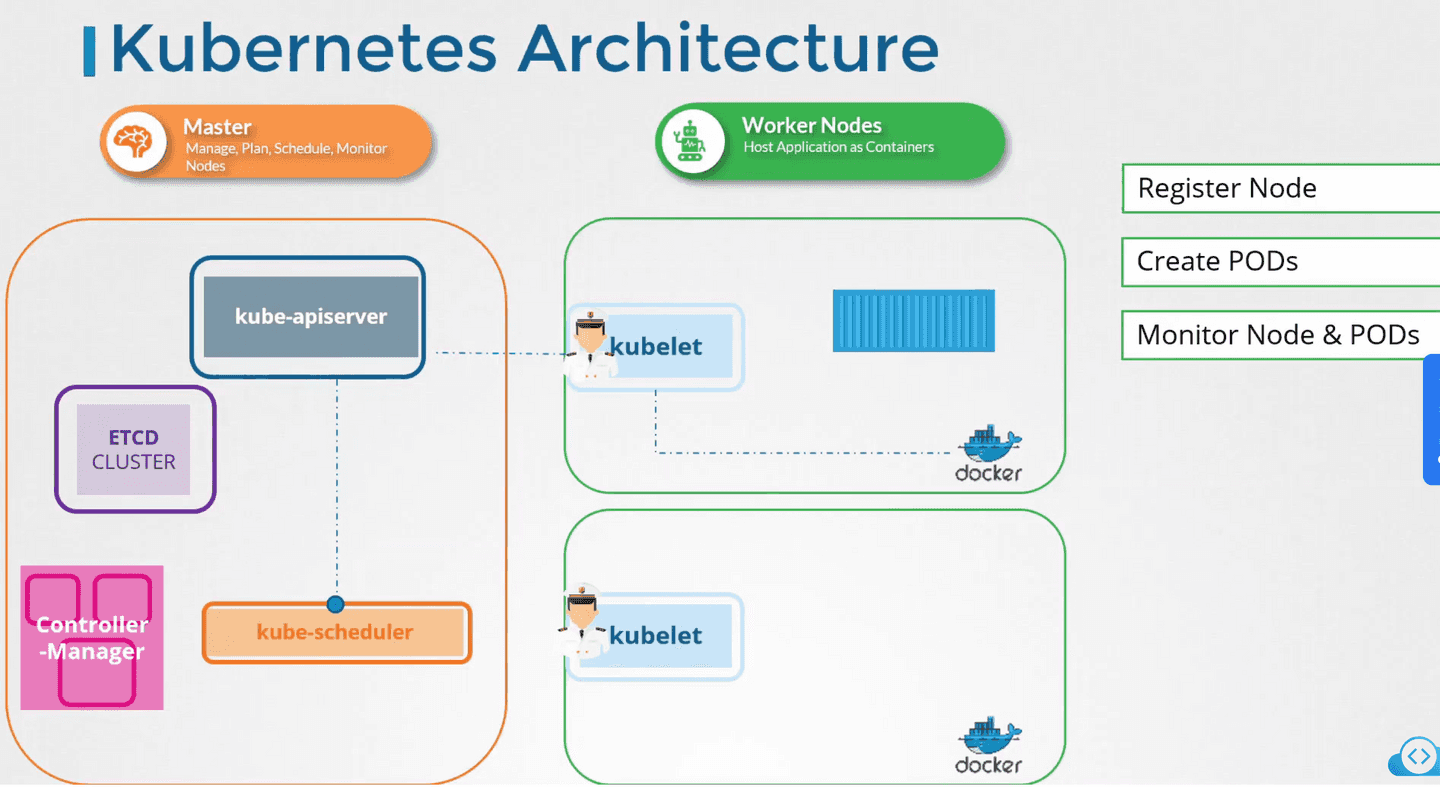 Kubernetes Architecture
Master
Manage, Plan, Schedule, Monitor
Nodes
Worker Nodes
Host Application as Containers
Register Node
Create PODs
Monitor Node & PODs
kube-apiserver
kubelet
ETCD
CLUSTER
docker
Controller
-Manager
kube-scheduler
kubelet
docker